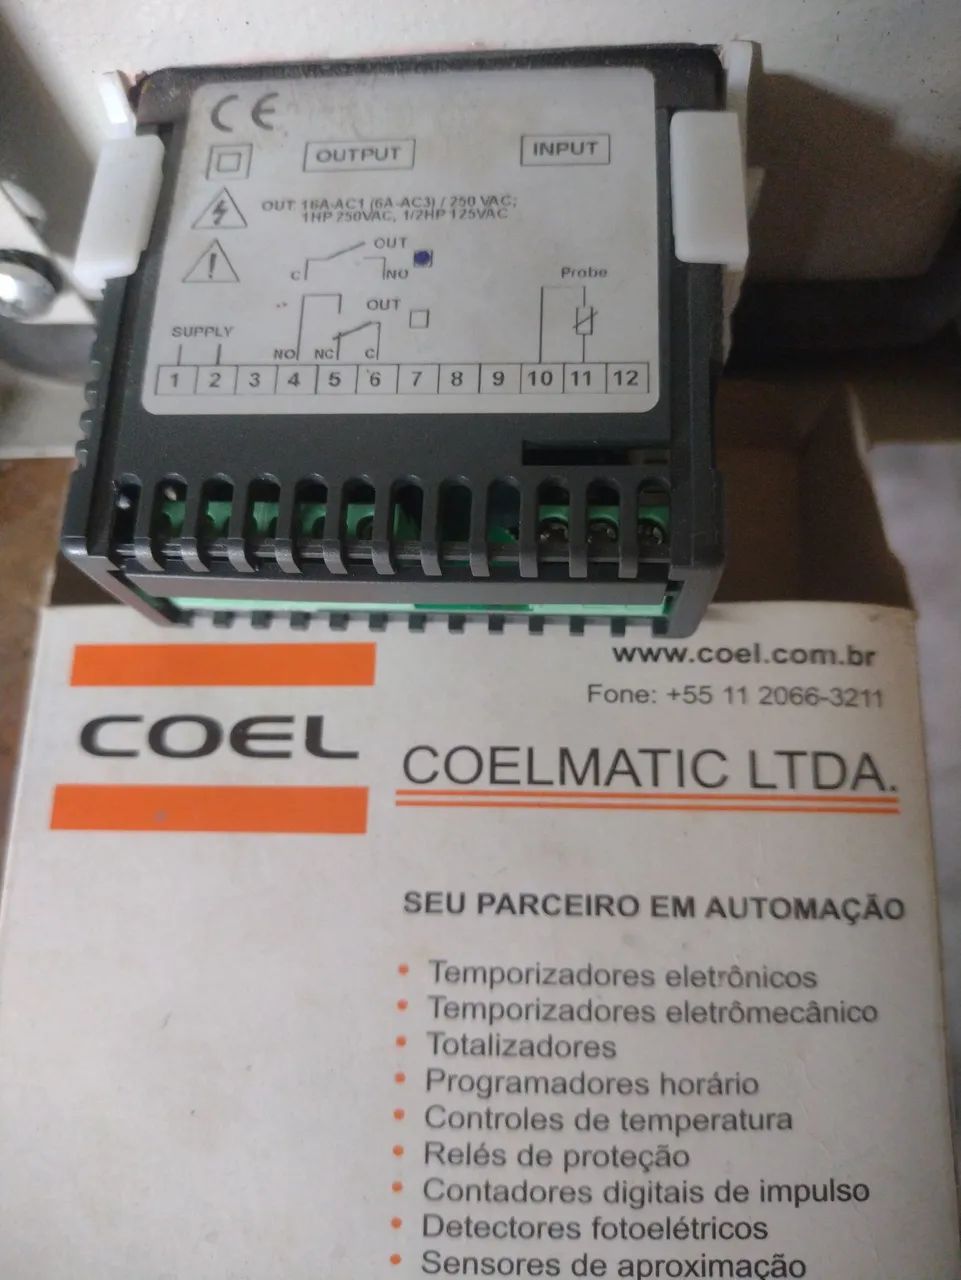 CE
OUTPUT
INPUT
OUT 16A-AC1 (6A-AC3) / 250 VAC;
1HP 250VAC, 1/2HP 125VAC
OUT
C NO
Probe
OUT
SUPPLY
NO NC C
1 2 3 4 5 6 7 8 9 10 11 12
www.coel.com.br
Fone: +55 11 2066-3211
COEL
COELMATIC LTDA.
SEU PARCEIRO EM AUTOMAÇÃO
• Temporizadores eletrônicos
• Temporizadores eletrômecânico
• Totalizadores
• Programadores horário
• Controles de temperatura
• Relés de proteção
• Contadores digitais de impulso
• Detectores fotoelétricos
• Sensores de aproximação